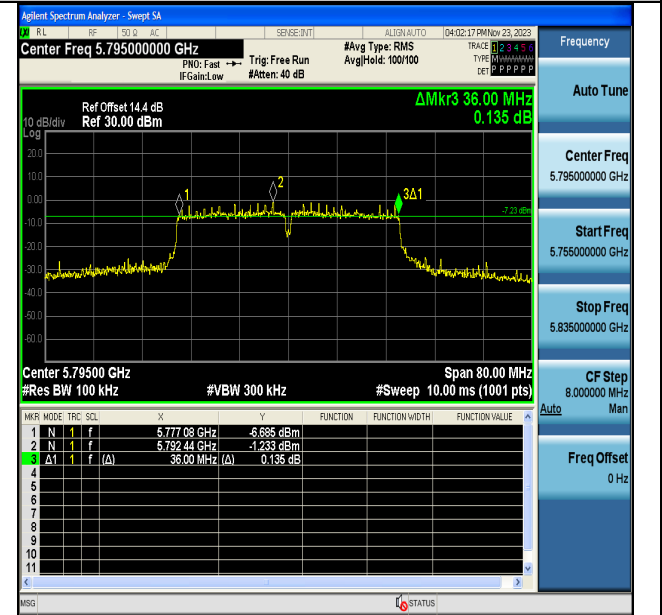 Agilent Spectrum Analyzer - Swept SA
RL RF 50 Ω AC SENSE:INT ALIGN AUTO 04:02:17 PM Nov 23, 2023
Center Freq 5.795000000 GHz
PNO: Fast
IFGain:Low
Trig: Free Run
#Atten: 40 dB
#Avg Type: RMS
Avg|Hold: 100/100
TRACE 1 2 3 4 5 6
TYPE M
DET P P P P P P
ΔMkr3 36.00 MHz
0.135 dB
Ref Offset 14.4 dB
10 dB/div Ref 30.00 dBm
Log
20.0
10.0
0.00
-10.0
-20.0
-30.0
-40.0
-50.0
-60.0
1
2
3Δ1
-7.23 dBm
Center 5.79500 GHz Span 80.00 MHz
#Res BW 100 kHz #VBW 300 kHz #Sweep 10.00 ms (1001 pts)
MKR MODE TRC SCL X Y FUNCTION FUNCTION WIDTH FUNCTION VALUE
1 N 1 f 5.777 08 GHz -6.685 dBm
2 N 1 f 5.792 44 GHz -1.233 dBm
3 Δ1 1 f (Δ) 36.00 MHz (Δ) 0.135 dB
4
5
6
7
8
9
10
11
MSG STATUS
Frequency
Auto Tune
Center Freq
5.795000000 GHz
Start Freq
5.755000000 GHz
Stop Freq
5.835000000 GHz
CF Step
8.000000 MHz
Auto Man
Freq Offset
0 Hz